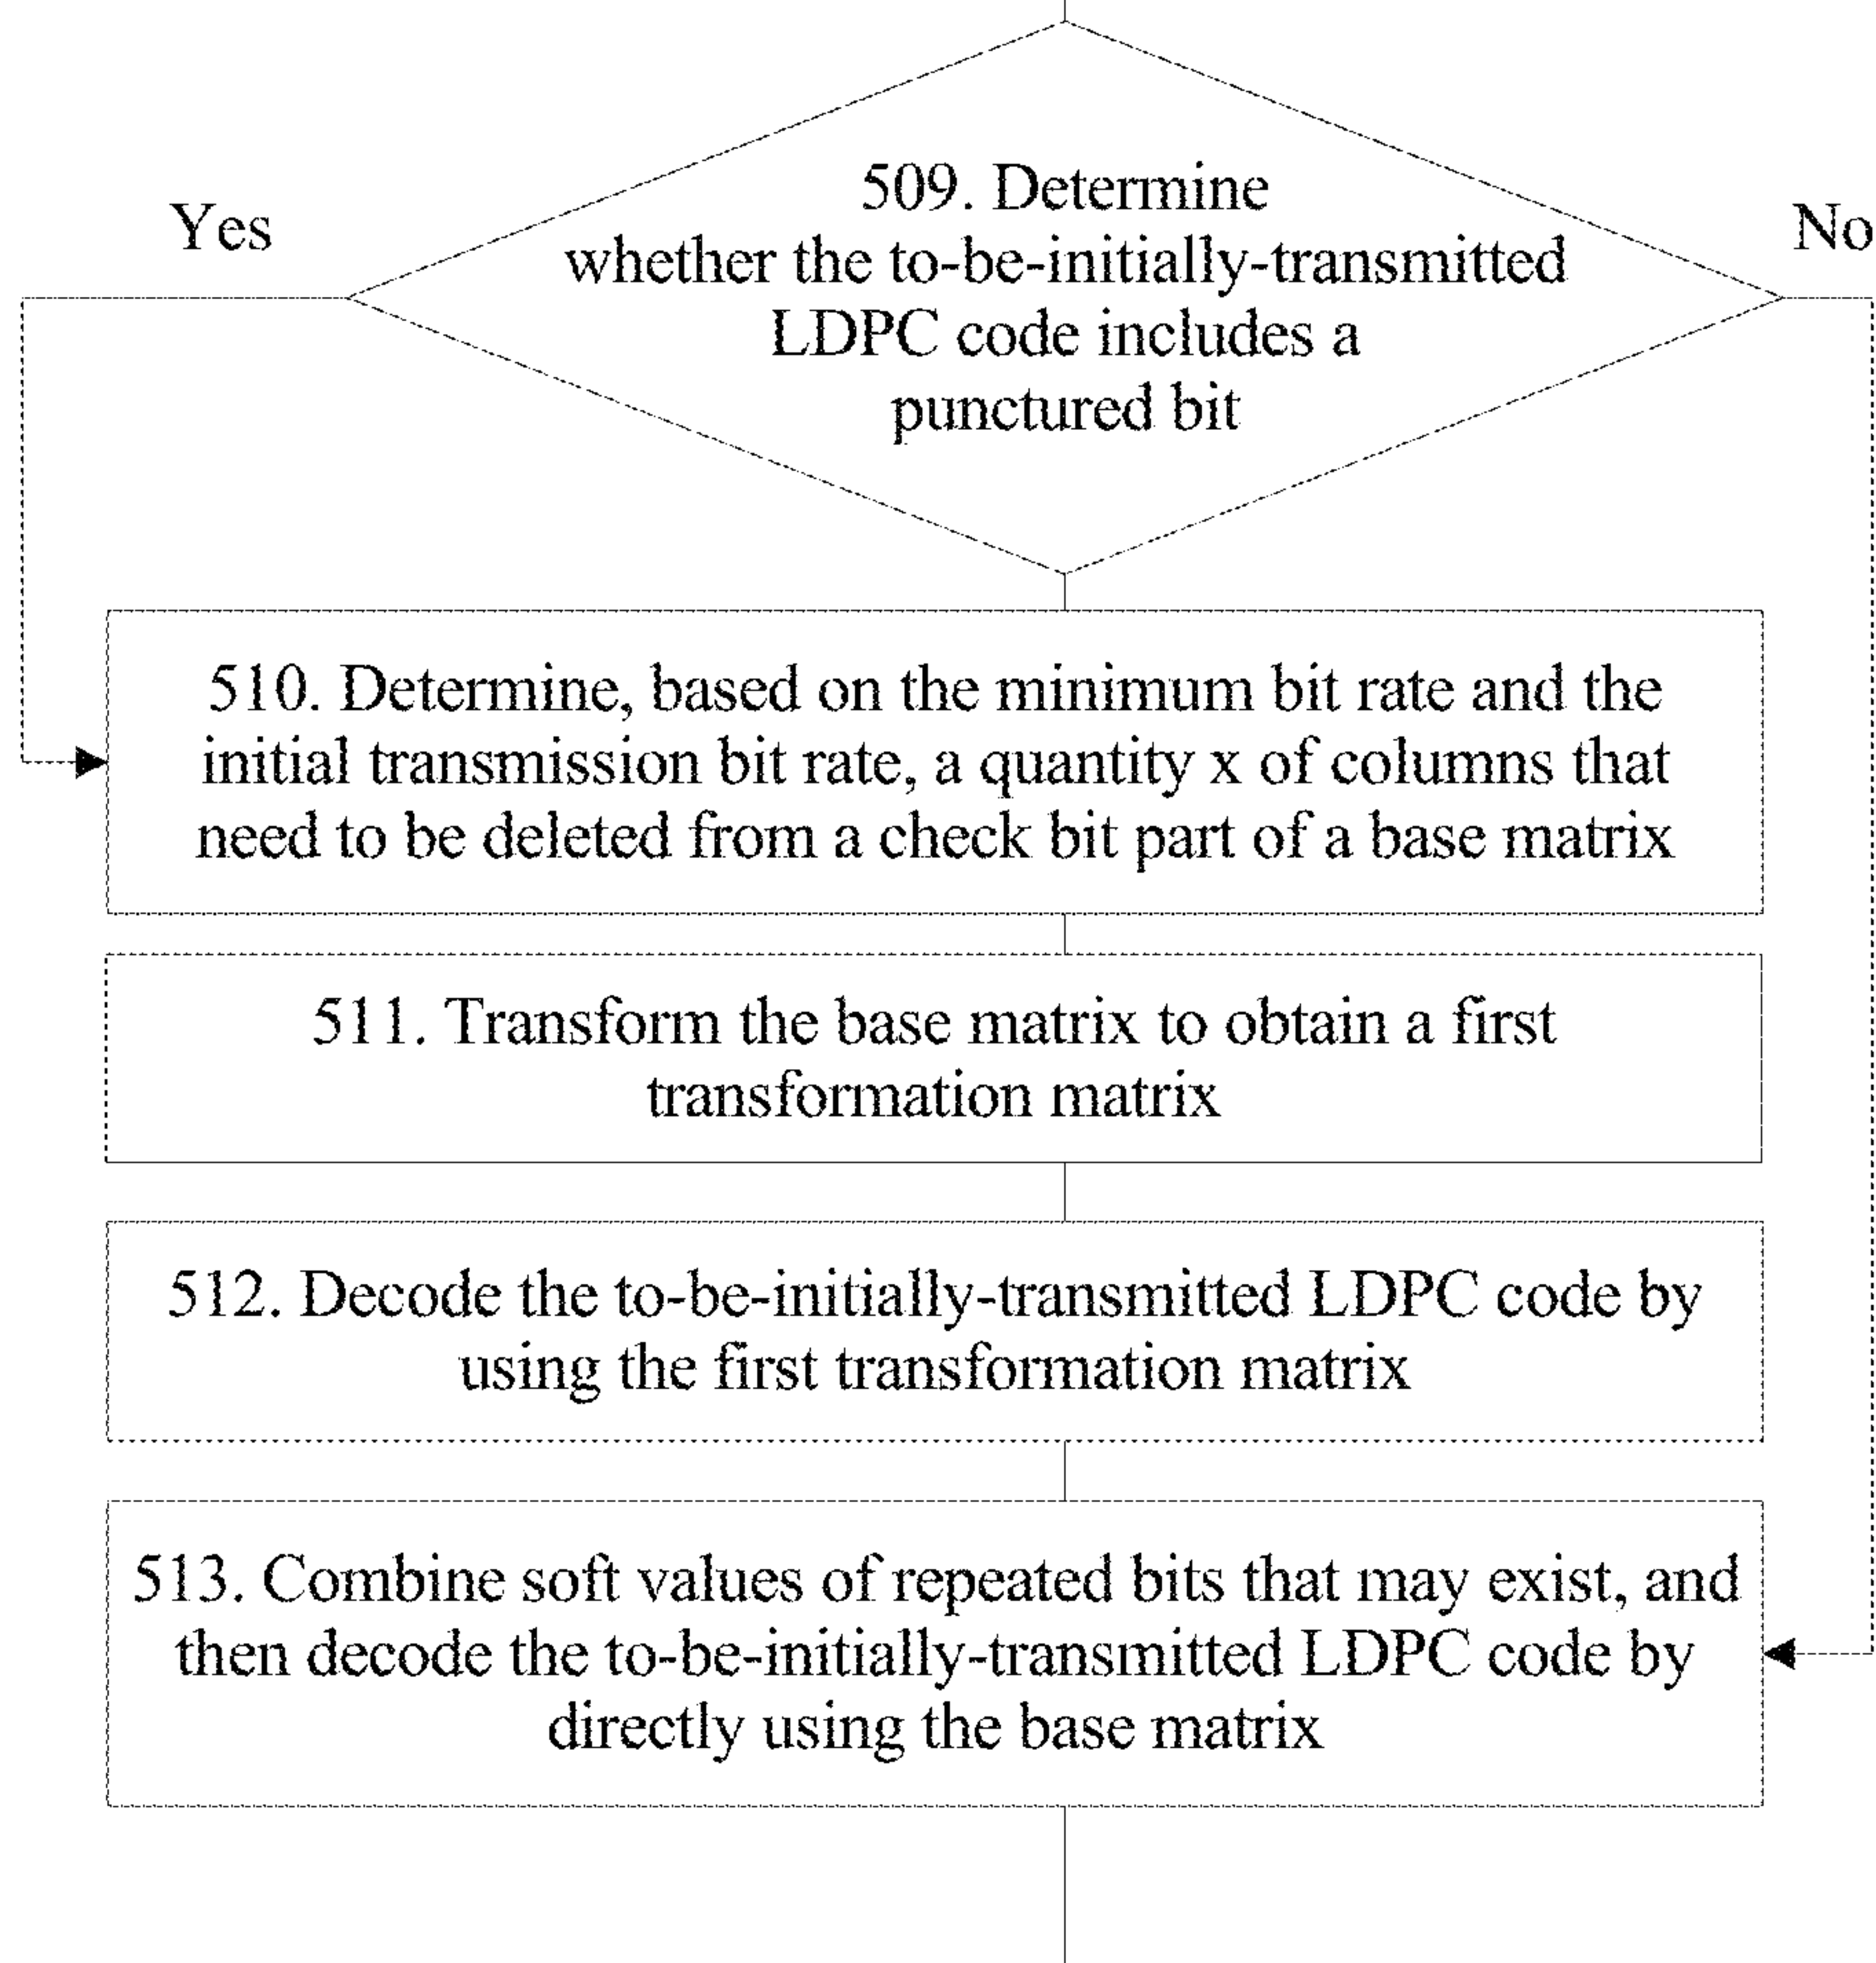 509. Determine
whether the to-be-initially-transmitted
LDPC code includes a
punctured bit
Yes
No
510. Determine, based on the minimum bit rate and the
initial transmission bit rate, a quantity x of columns that
need to be deleted from a check bit part of a base matrix
511. Transform the base matrix to obtain a first
transformation matrix
512. Decode the to-be-initially-transmitted LDPC code by
using the first transformation matrix
513. Combine soft values of repeated bits that may exist, and
then decode the to-be-initially-transmitted LDPC code by
directly using the base matrix